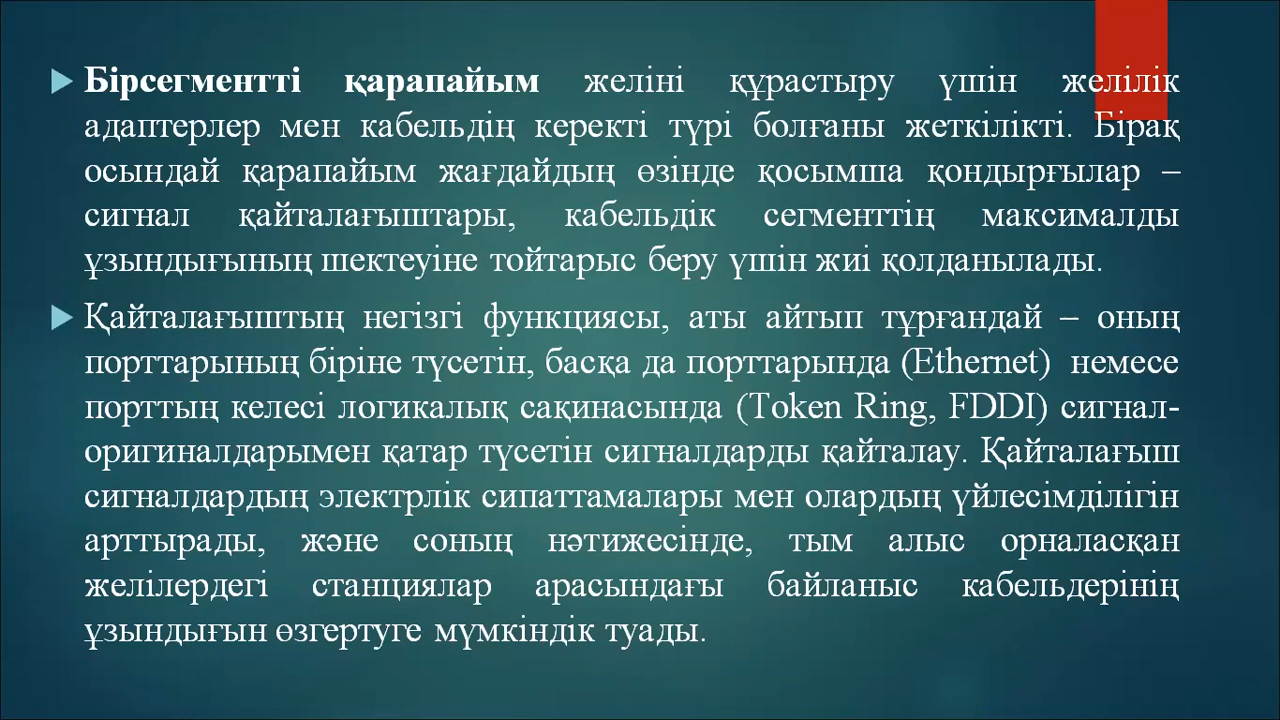 Бірсегментті қарапайым желіні құрастыру үшін желілік
адаптерлер мен кабельдің керекті түрі болғаны жеткілікті. Бірақ
осындай қарапайым жағдайдың өзінде қосымша қондырғылар –
сигнал қайталағыштары, кабельдік сегменттің максималды
ұзындығының шектеуіне тойтарыс беру үшін жиі қолданылады.
Қайталағыштың негізгі функциясы, аты айтып тұрғандай – оның
порттарының біріне түсетін, басқа да порттарында (Ethernet) немесе
порттың келесі логикалық сақинасында (Token Ring, FDDI) сигнал-
оригиналдарымен қатар түсетін сигналдарды қайталау. Қайталағыш
сигналдардың электрлік сипаттамалары мен олардың үйлесімділігін
арттырады, және соның нәтижесінде, тым алыс орналасқан
желілердегі станциялар арасындағы байланыс кабельдерінің
ұзындығын өзгертуге мүмкіндік туады.